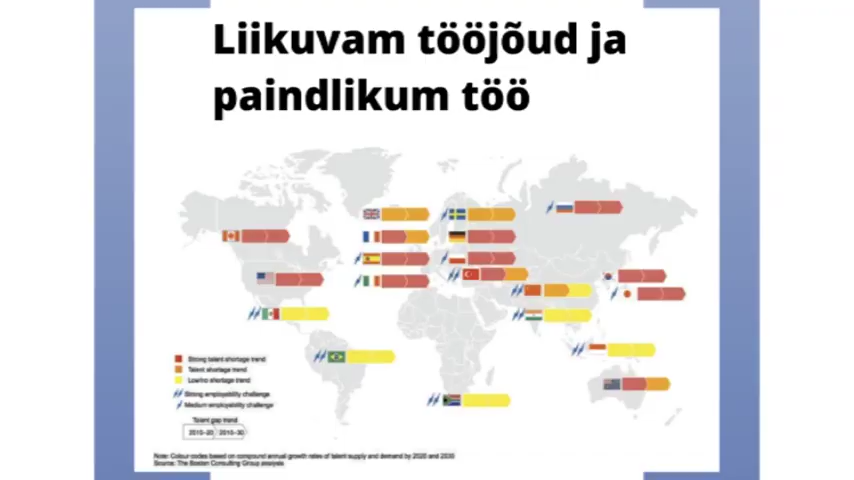 Liikuvam tööjõud ja
paindlikum töö
Strong talent shortage trend
Talent shortage trend
Low/no shortage trend
Strong employability challenge
Medium employability challenge
Talent gap trend
2010–20 2010–30
Note: Colour codes based on compound annual growth rates of talent supply and demand by 2020 and 2030
Source: The Boston Consulting Group analysis